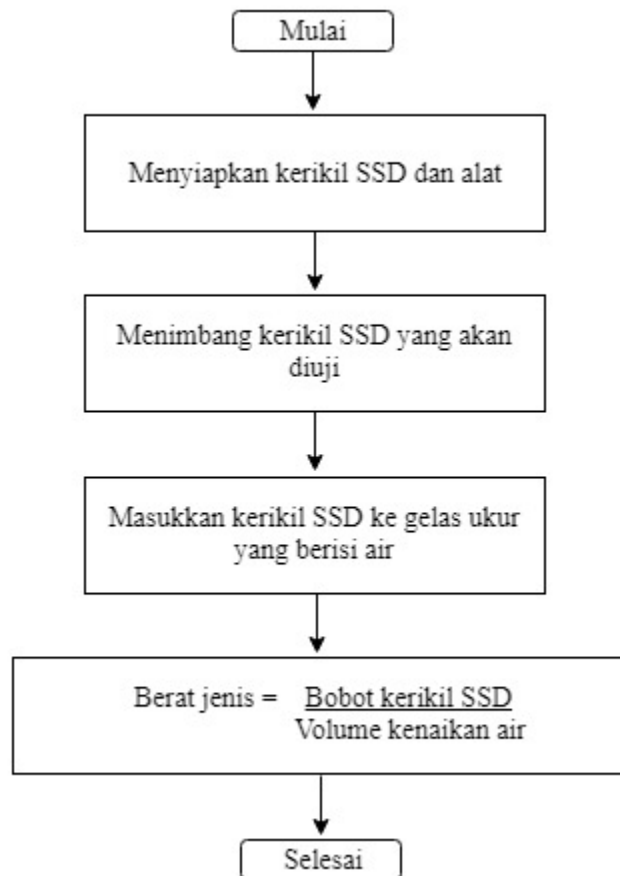 Mulai
Menyiapkan kerikil SSD dan alat
Menimbang kerikil SSD yang akan
diuji
Masukkan kerikil SSD ke gelas ukur
yang berisi air
Berat jenis = Bobot kerikil SSD
Volume kenaikan air
Selesai